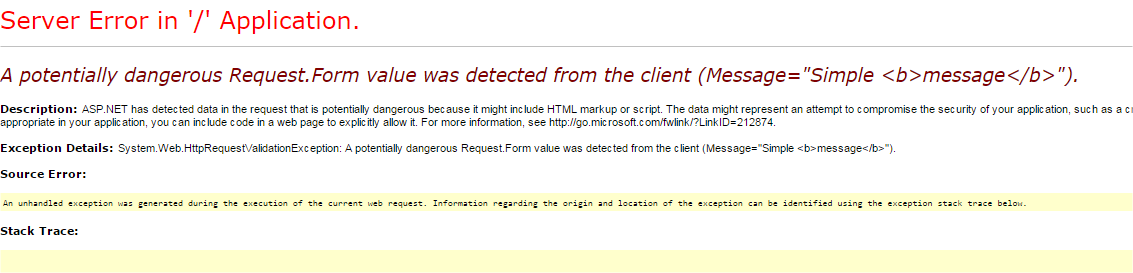 Server Error in '/' Application.
A potentially dangerous Request.Form value was detected from the client (Message="Simple <b>message</b>").
Description: ASP.NET has detected data in the request that is potentially dangerous because it might include HTML markup or script. The data might represent an attempt to compromise the security of your application, such as a
appropriate in your application, you can include code in a web page to explicitly allow it. For more information, see http://go.microsoft.com/fwlink/?LinkID=212874.
Exception Details: System.Web.HttpRequestValidationException: A potentially dangerous Request.Form value was detected from the client (Message="Simple <b>message</b>").
Source Error:
An unhandled exception was generated during the execution of the current web request. Information regarding the origin and location of the exception can be identified using the exception stack trace below.
Stack Trace: